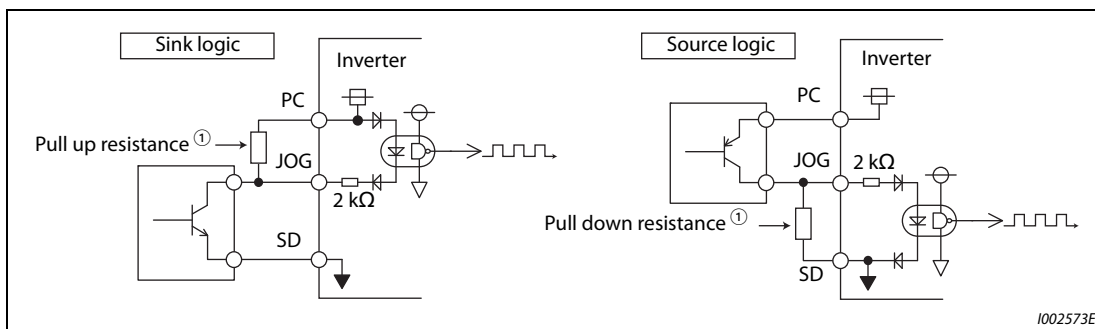 Sink logic
Inverter
PC
Pull up resistance ①
JOG
2 kΩ
SD
Source logic
Inverter
PC
JOG
2 kΩ
Pull down resistance ①
SD
I002573E